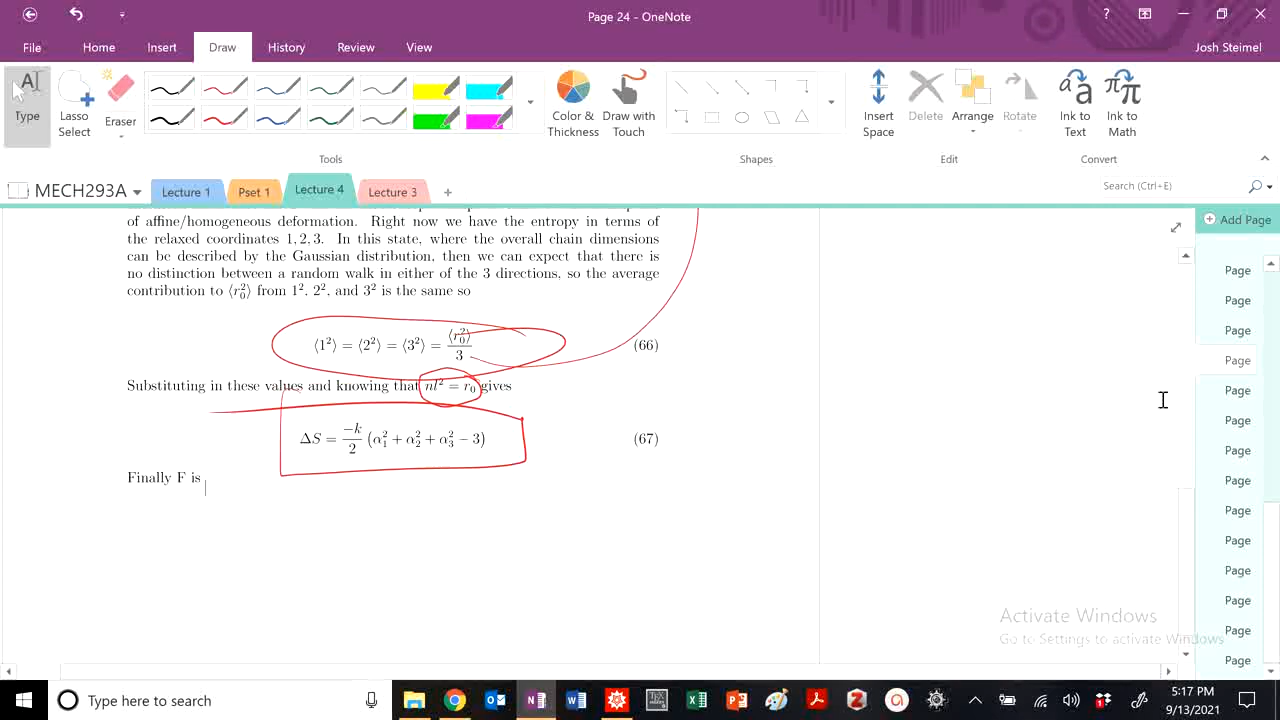 Page 24 - OneNote
?
File
Home
Insert
Draw
History
Review
View
Josh Steimel
Type
Lasso Select
Eraser
Color & Thickness
Draw with Touch
Insert Space
Delete
Arrange
Rotate
Ink to Text
Ink to Math
Tools
Shapes
Edit
Convert
MECH293A
Lecture 1
Pset 1
Lecture 4
Lecture 3
Search (Ctrl+E)
Add Page
of affine/homogeneous deformation. Right now we have the entropy in terms of
the relaxed coordinates 1, 2, 3. In this state, where the overall chain dimensions
can be described by the Gaussian distribution, then we can expect that there is
no distinction between a random walk in either of the 3 directions, so the average
contribution to ⟨r₀²⟩ from 1², 2², and 3² is the same so
⟨1²⟩ = ⟨2²⟩ = ⟨3²⟩ = ⟨r₀²⟩/3 (66)
Substituting in these values and knowing that nl² = r₀ gives
ΔS = -k/2 (α₁² + α₂² + α₃² − 3) (67)
Finally F is
Page
Page
Page
Page
Page
Page
Page
Page
Page
Page
Page
Page
Page
Page
Activate Windows
Go to Settings to activate Windows
Type here to search
5:17 PM
9/13/2021